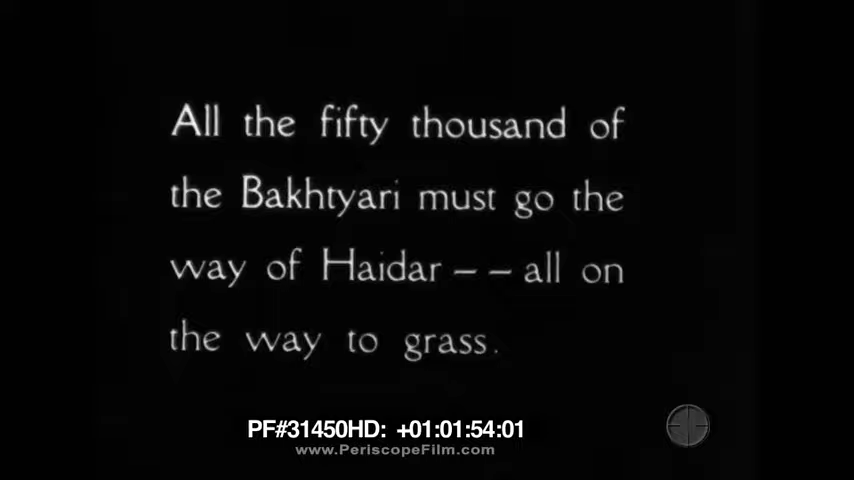 All the fifty thousand of
the Bakhtyari must go the
way of Haidar -- all on
the way to grass.
PF#31450HD: +01:01:54:01
www.PeriscopeFilm.com